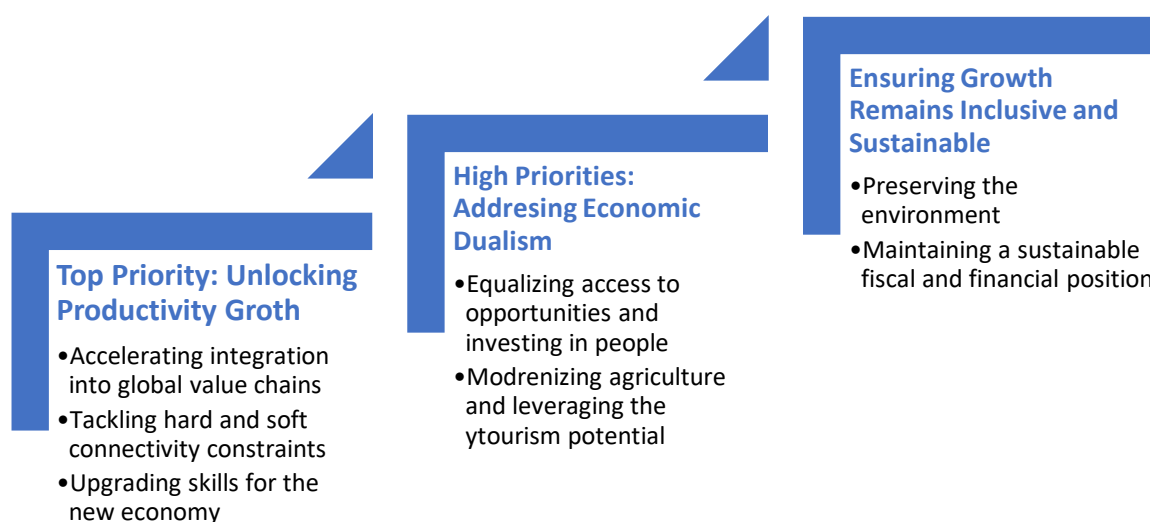 Top Priority: Unlocking
Productivity Groth
•Accelerating integration
into global value chains
•Tackling hard and soft
connectivity constraints
•Upgrading skills for the
new economy
High Priorities:
Addresing Economic
Dualism
•Equalizing access to
opportunities and
investing in people
•Modrenizing agriculture
and leveraging the
ytourism potential
Ensuring Growth
Remains Inclusive and
Sustainable
•Preserving the
environment
•Maintaining a sustainable
fiscal and financial position